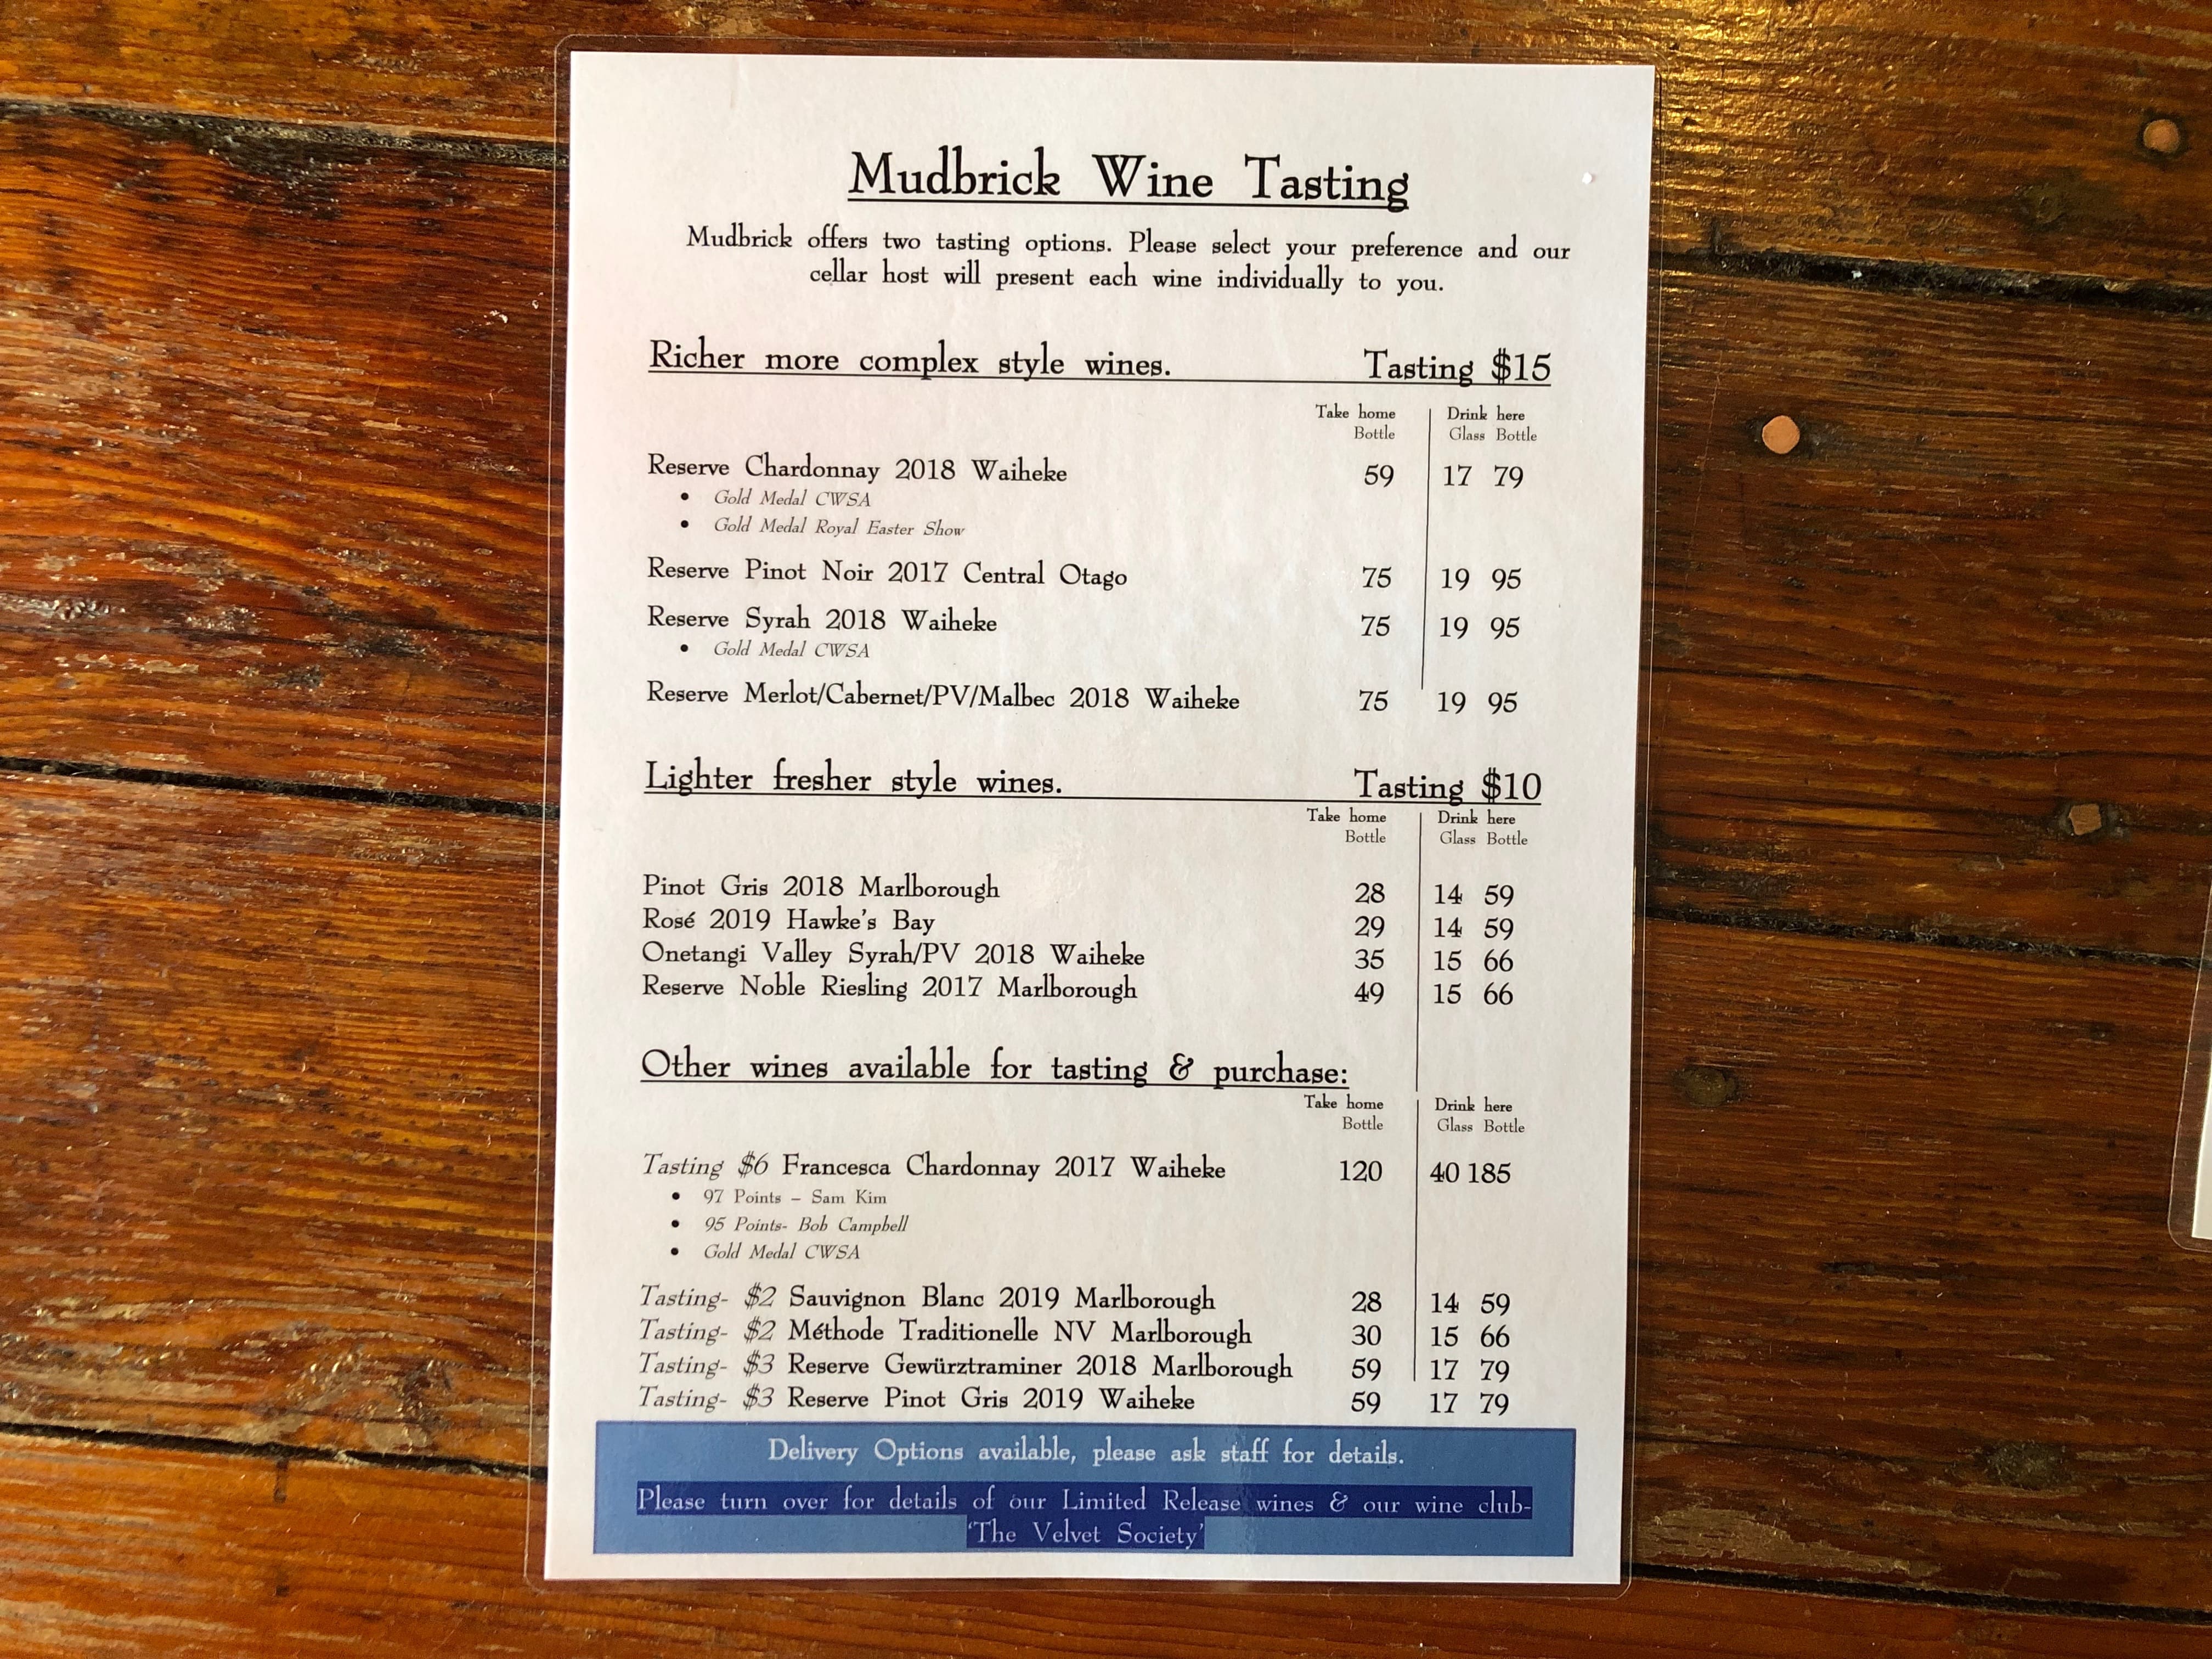 Mudbrick Wine Tasting
Mudbrick offers two tasting options. Please select your preference and our
cellar host will present each wine individually to you.
Richer more complex style wines. Tasting $15
Take home Drink here
Bottle Glass Bottle
Reserve Chardonnay 2018 Waiheke 59 17 79
• Gold Medal CWSA
• Gold Medal Royal Easter Show
Reserve Pinot Noir 2017 Central Otago 75 19 95
Reserve Syrah 2018 Waiheke 75 19 95
• Gold Medal CWSA
Reserve Merlot/Cabernet/PV/Malbec 2018 Waiheke 75 19 95
Lighter fresher style wines. Tasting $10
Take home Drink here
Bottle Glass Bottle
Pinot Gris 2018 Marlborough 28 14 59
Rosé 2019 Hawke's Bay 29 14 59
Onetangi Valley Syrah/PV 2018 Waiheke 35 15 66
Reserve Noble Riesling 2017 Marlborough 49 15 66
Other wines available for tasting & purchase:
Take home Drink here
Bottle Glass Bottle
Tasting $6 Francesca Chardonnay 2017 Waiheke 120 40 185
• 97 Points – Sam Kim
• 95 Points- Bob Campbell
• Gold Medal CWSA
Tasting- $2 Sauvignon Blanc 2019 Marlborough 28 14 59
Tasting- $2 Méthode Traditionelle NV Marlborough 30 15 66
Tasting- $3 Reserve Gewürztraminer 2018 Marlborough 59 17 79
Tasting- $3 Reserve Pinot Gris 2019 Waiheke 59 17 79
Delivery Options available, please ask staff for details.
Please turn over for details of our Limited Release wines & our wine club-
'The Velvet Society'